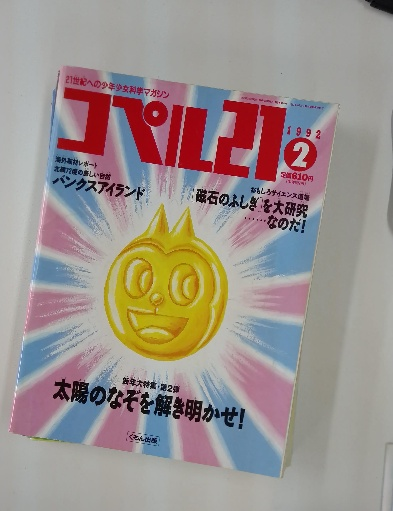 21世紀への少年少女科学マガジン
コペル21
1992
2
定価610円
海外取材レポート
北緯72度の美しい自然
バンクスアイランド
おもしろサイエンス道場
「磁石のふしぎ」を大研究
……なのだ!
新年大特集・第2弾
太陽のなぞを解き明かせ!
くもん出版